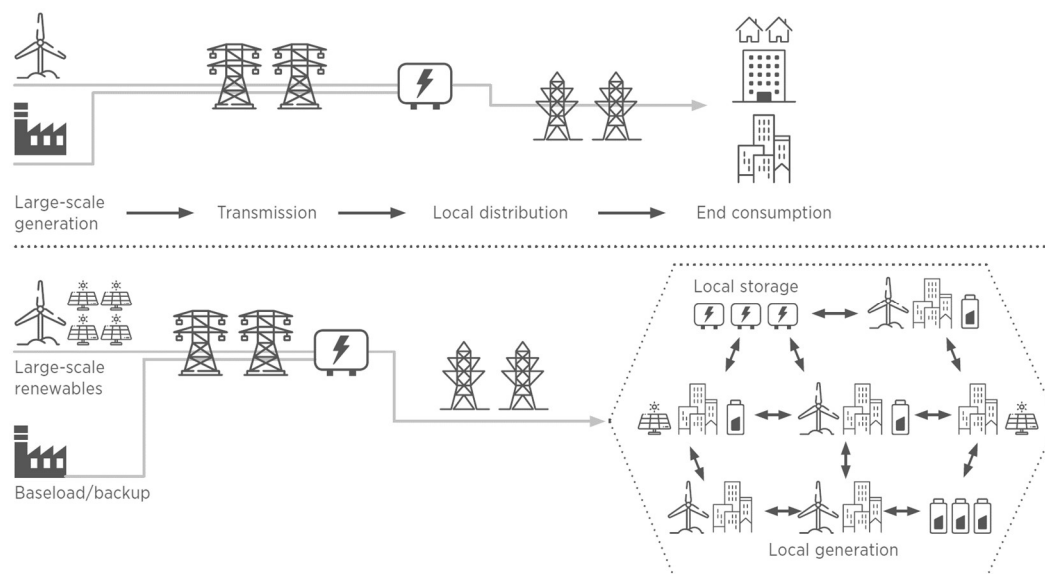 Large-scale
generation
Transmission
Local distribution
End consumption
Local storage
Large-scale
renewables
Baseload/backup
Local generation